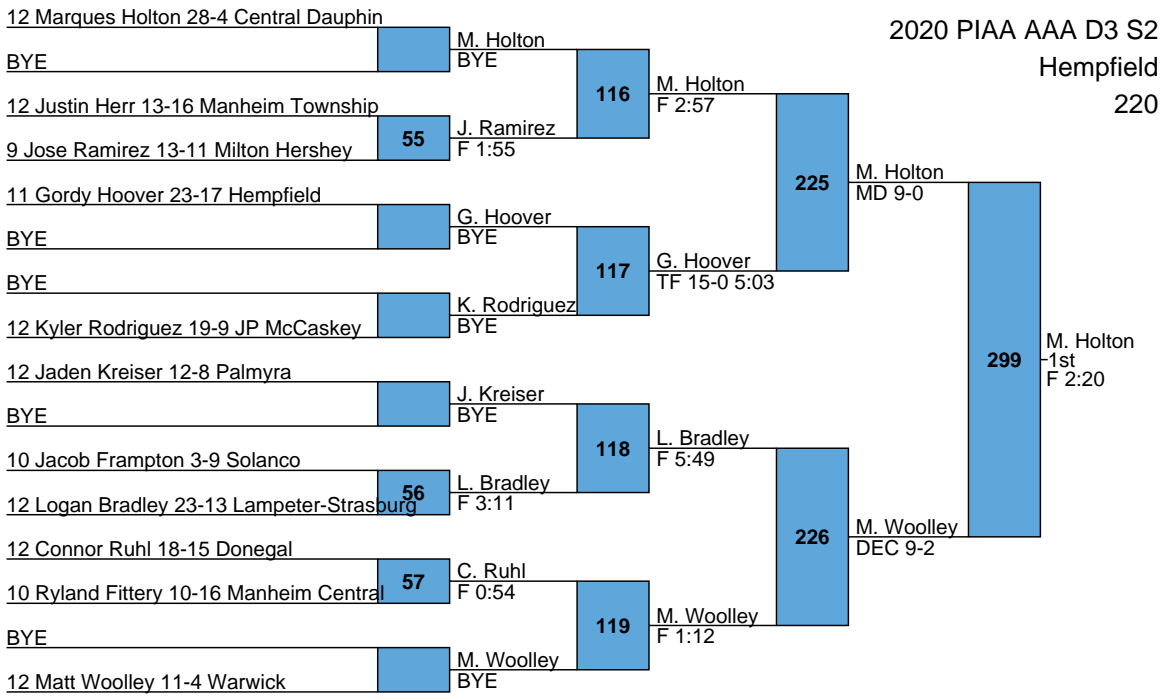 2020 PIAA AAA D3 S2
Hempfield
220
12 Marques Holton 28-4 Central Dauphin
BYE
12 Justin Herr 13-16 Manheim Township
9 Jose Ramirez 13-11 Milton Hershey
11 Gordy Hoover 23-17 Hempfield
BYE
BYE
12 Kyler Rodriguez 19-9 JP McCaskey
12 Jaden Kreiser 12-8 Palmyra
BYE
10 Jacob Frampton 3-9 Solanco
12 Logan Bradley 23-13 Lampeter-Strasburg
12 Connor Ruhl 18-15 Donegal
10 Ryland Fittery 10-16 Manheim Central
BYE
12 Matt Woolley 11-4 Warwick
55
56
57
M. Holton
BYE
J. Ramirez
F 1:55
G. Hoover
BYE
K. Rodriguez
BYE
J. Kreiser
BYE
L. Bradley
F 3:11
C. Ruhl
F 0:54
M. Woolley
BYE
116
117
118
119
M. Holton
F 2:57
G. Hoover
TF 15-0 5:03
L. Bradley
F 5:49
M. Woolley
F 1:12
225
226
M. Holton
MD 9-0
M. Woolley
DEC 9-2
299
M. Holton
1st
F 2:20